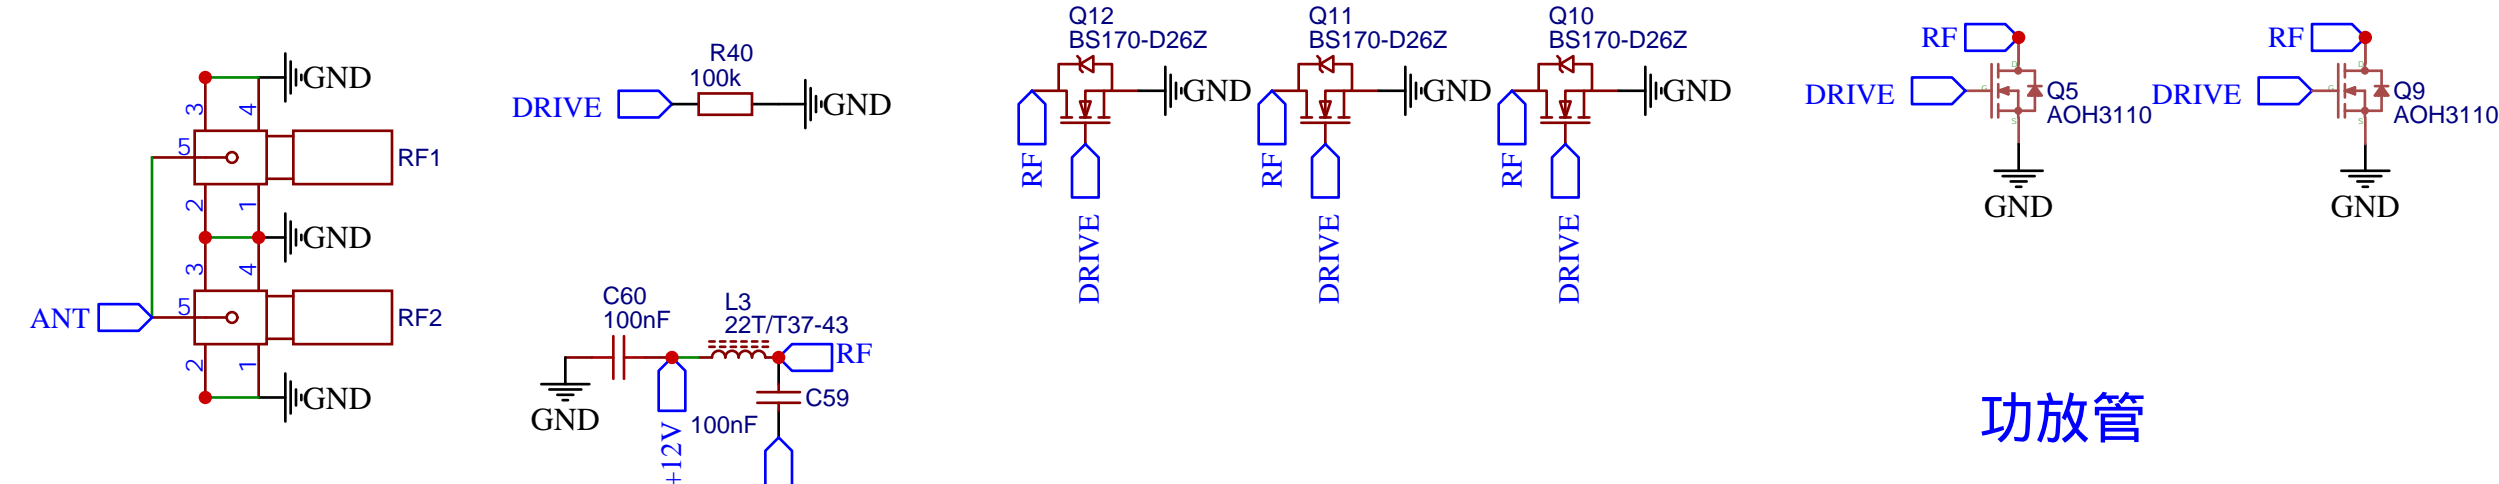 3
4
GND
5
RF1
2
1
GND
3
4
5
ANT
RF2
2
1
GND
R40
100k
DRIVE
GND
C60
100nF
L3
22T/T37-43
RF
GND
C59
100nF
+12V
Q12
BS170-D26Z
GND
RF
DRIVE
Q11
BS170-D26Z
GND
RF
DRIVE
Q10
BS170-D26Z
GND
RF
DRIVE
RF
D
DRIVE
G
Q5
AOH3110
S
GND
RF
D
DRIVE
G
Q9
AOH3110
S
GND
功放管